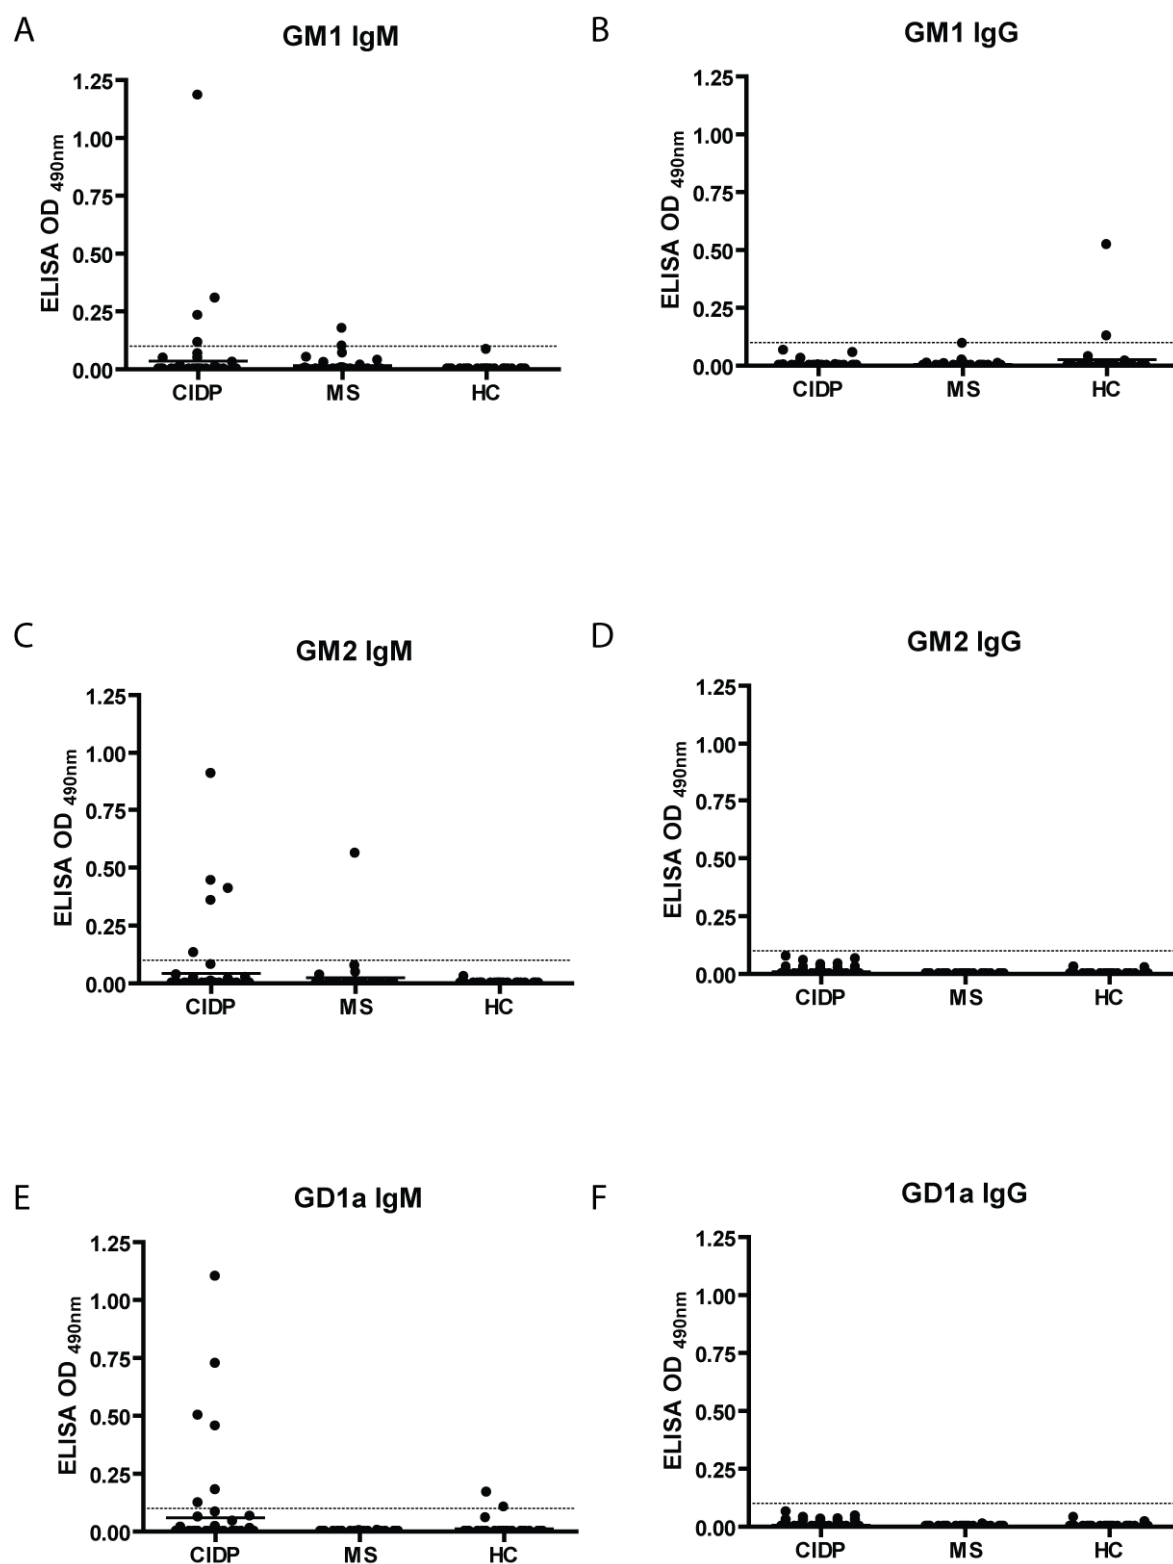 A
GM1 IgM
ELISA OD 490nm
1.25
1.00
0.75
0.50
0.25
0.00
CIDP MS HC
B
GM1 IgG
ELISA OD 490nm
1.25
1.00
0.75
0.50
0.25
0.00
CIDP MS HC
C
GM2 IgM
ELISA OD 490nm
1.25
1.00
0.75
0.50
0.25
0.00
CIDP MS HC
D
GM2 IgG
ELISA OD 490nm
1.25
1.00
0.75
0.50
0.25
0.00
CIDP MS HC
E
GD1a IgM
ELISA OD 490nm
1.25
1.00
0.75
0.50
0.25
0.00
CIDP MS HC
F
GD1a IgG
ELISA OD 490nm
1.25
1.00
0.75
0.50
0.25
0.00
CIDP MS HC